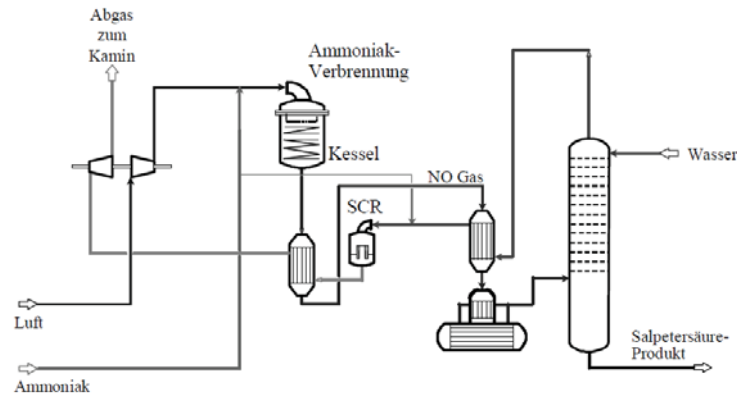 Abgas
zum
Kamin
Ammoniak-
Verbrennung
Kessel
NO Gas
Wasser
SCR
Luft
Salpetersäure-
Produkt
Ammoniak